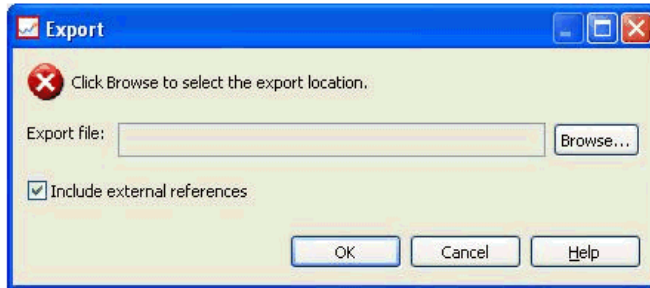 Export
Click Browse to select the export location.
Export file:
Browse...
Include external references
OK Cancel Help